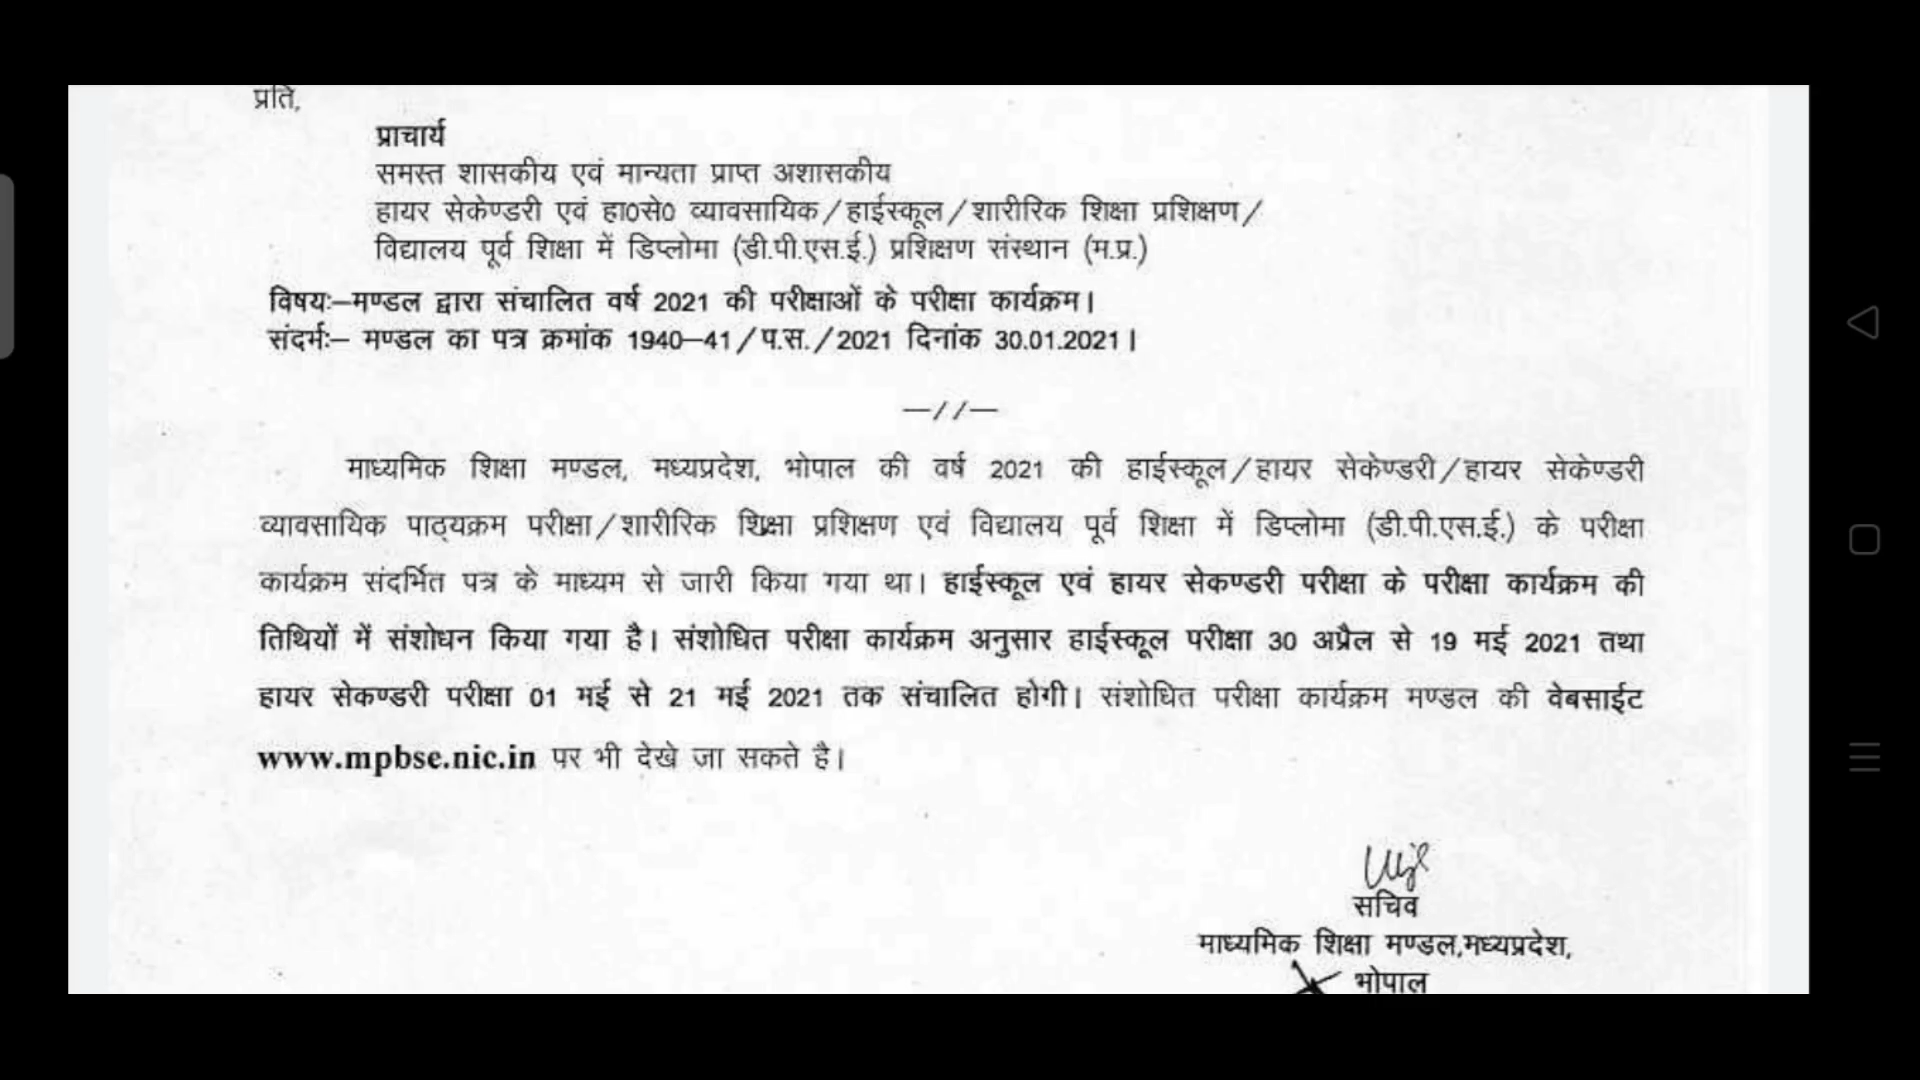 प्रति,
प्राचार्य
समस्त शासकीय एवं मान्यता प्राप्त अशासकीय
हायर सेकेण्डरी एवं हा0से0 व्यावसायिक/हाईस्कूल/शारीरिक शिक्षा प्रशिक्षण/
विद्यालय पूर्व शिक्षा में डिप्लोमा (डी.पी.एस.ई.) प्रशिक्षण संस्थान (म.प्र.)
विषयः–मण्डल द्वारा संचालित वर्ष 2021 की परीक्षाओं के परीक्षा कार्यक्रम।
संदर्मः– मण्डल का पत्र क्रमांक 1940–41/प.स./2021 दिनांक 30.01.2021।
–//–
माध्यमिक शिक्षा मण्डल, मध्यप्रदेश, भोपाल की वर्ष 2021 की हाईस्कूल/हायर सेकेण्डरी/हायर सेकेण्डरी
व्यावसायिक पाठ्यक्रम परीक्षा/शारीरिक शिक्षा प्रशिक्षण एवं विद्यालय पूर्व शिक्षा में डिप्लोमा (डी.पी.एस.ई.) के परीक्षा
कार्यक्रम संदर्भित पत्र के माध्यम से जारी किया गया था। हाईस्कूल एवं हायर सेकण्डरी परीक्षा के परीक्षा कार्यक्रम की
तिथियों में संशोधन किया गया है। संशोधित परीक्षा कार्यक्रम अनुसार हाईस्कूल परीक्षा 30 अप्रैल से 19 मई 2021 तथा
हायर सेकण्डरी परीक्षा 01 मई से 21 मई 2021 तक संचालित होगी। संशोधित परीक्षा कार्यक्रम मण्डल की वेबसाईट
www.mpbse.nic.in पर भी देखे जा सकते है।
सचिव
माध्यमिक शिक्षा मण्डल,मध्यप्रदेश,
भोपाल